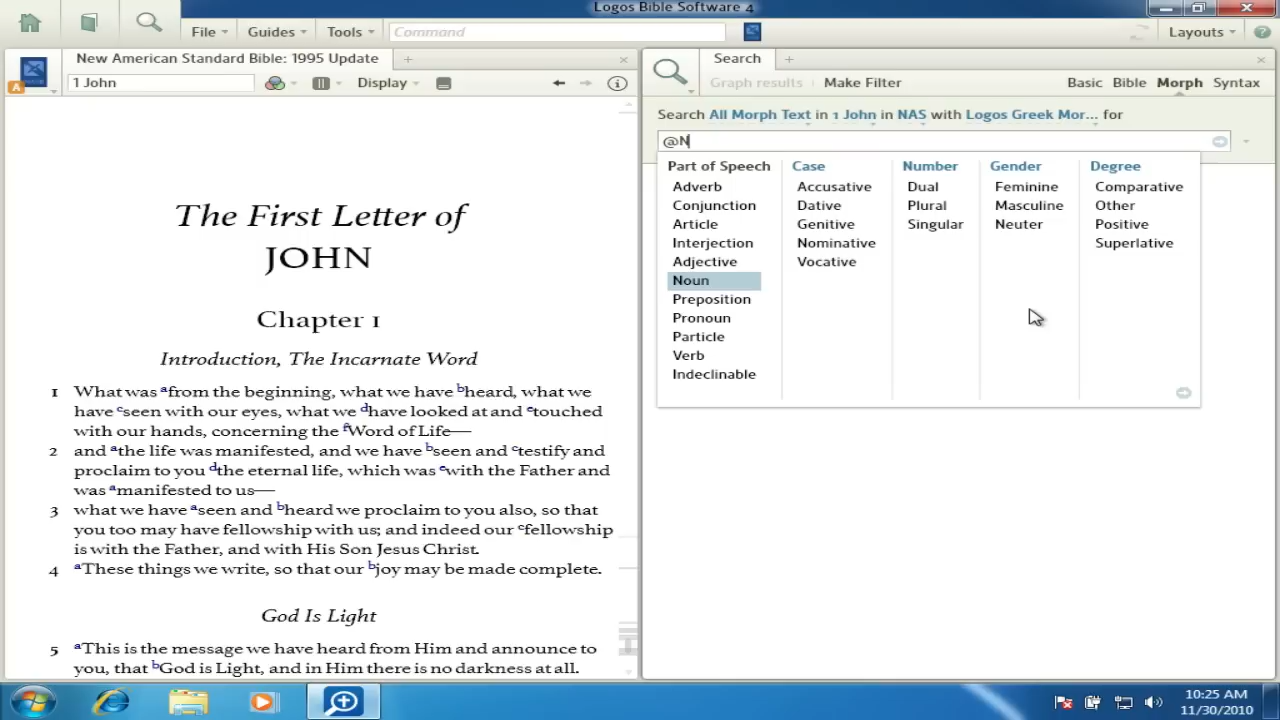 Logos Bible Software 4
File Guides Tools Command Layouts
New American Standard Bible: 1995 Update
1 John Display
The First Letter of
JOHN
Chapter 1
Introduction, The Incarnate Word
1 What was afrom the beginning, what we have bheard, what we
have cseen with our eyes, what we dhave looked at and etouched
with our hands, concerning the fWord of Life—
2 and athe life was manifested, and we have bseen and ctestify and
proclaim to you dthe eternal life, which was ewith the Father and
was amanifested to us—
3 what we have aseen and bheard we proclaim to you also, so that
you too may have fellowship with us; and indeed our cfellowship
is with the Father, and with His Son Jesus Christ.
4 aThese things we write, so that our bjoy may be made complete.
God Is Light
5 aThis is the message we have heard from Him and announce to
you, that bGod is Light, and in Him there is no darkness at all.
Search
Graph results Make Filter Basic Bible Morph Syntax
Search All Morph Text in 1 John in NAS with Logos Greek Mor... for
@N
Part of Speech Case Number Gender Degree
Adverb Accusative Dual Feminine Comparative
Conjunction Dative Plural Masculine Other
Article Genitive Singular Neuter Positive
Interjection Nominative Superlative
Adjective Vocative
Noun
Preposition
Pronoun
Particle
Verb
Indeclinable
10:25 AM
11/30/2010